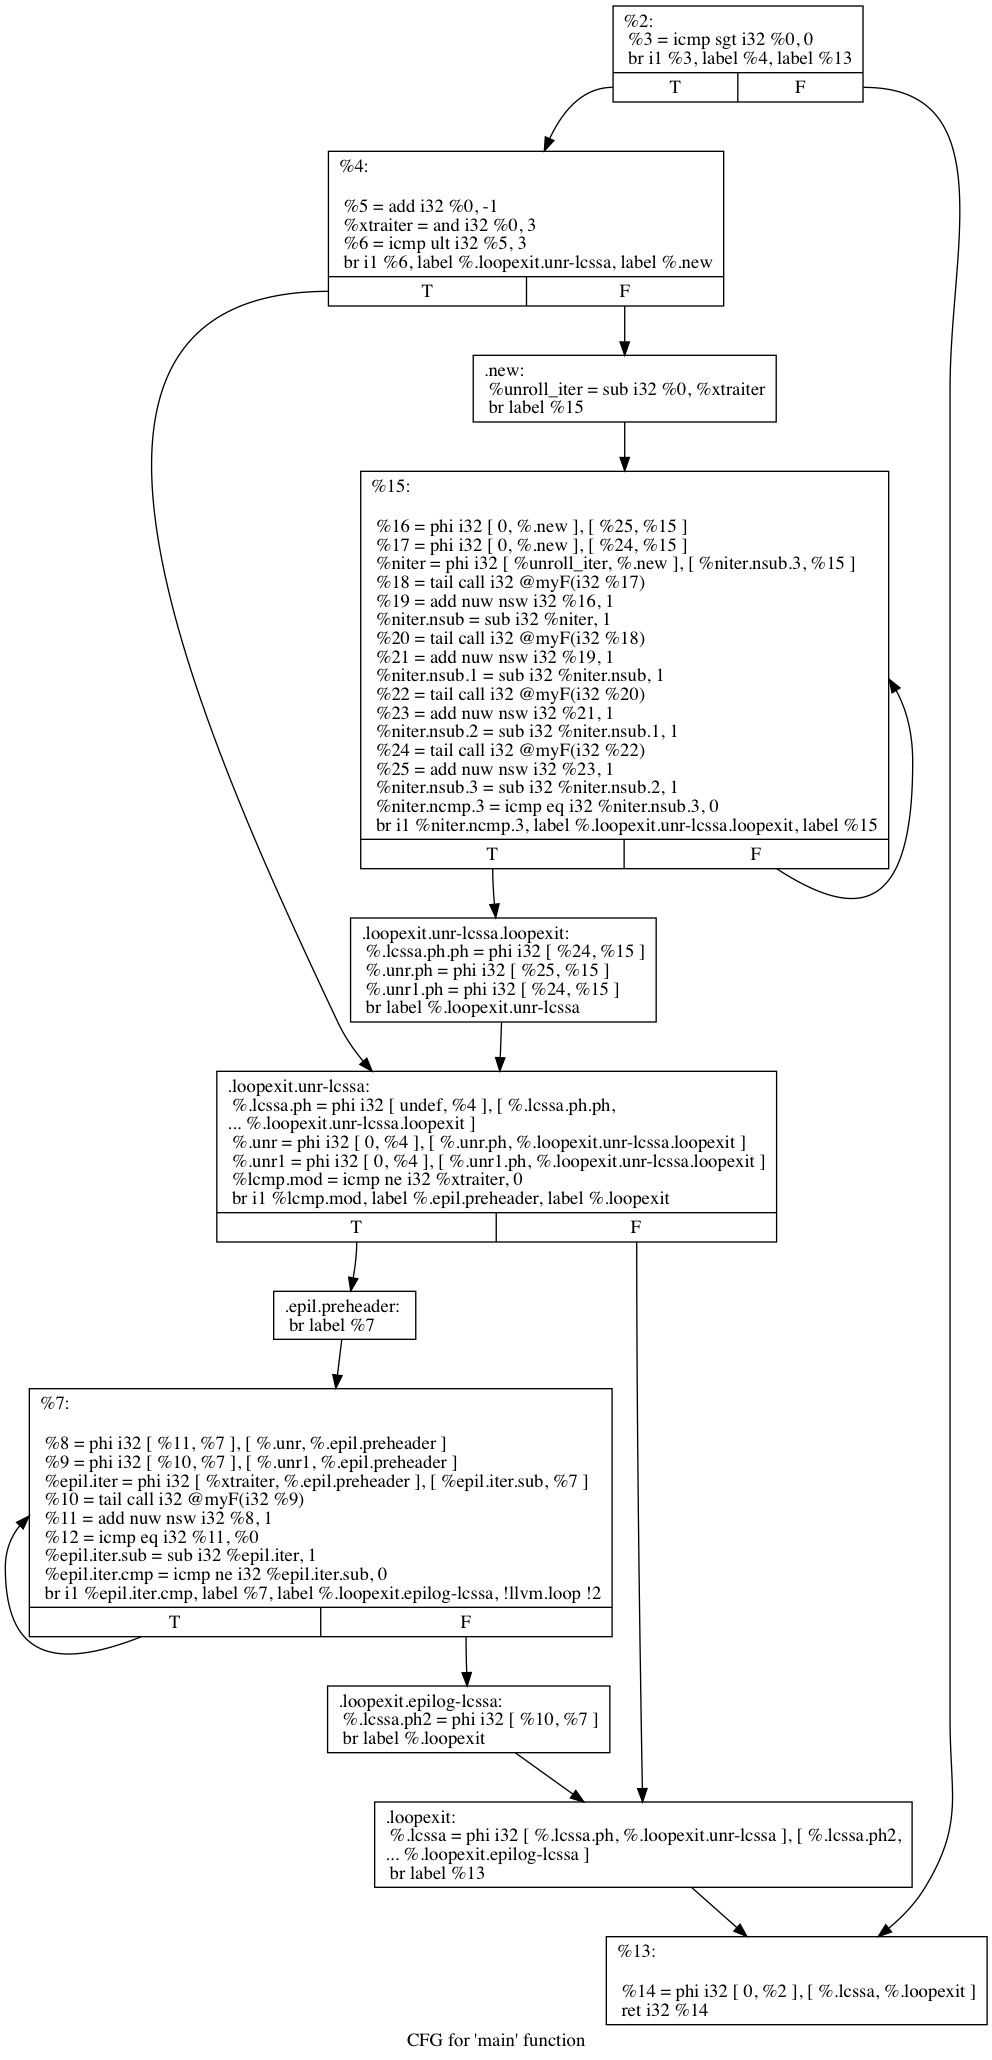 %2:
%3 = icmp sgt i32 %0, 0
br i1 %3, label %4, label %13
T F
%4:
%5 = add i32 %0, -1
%xtraiter = and i32 %0, 3
%6 = icmp ult i32 %5, 3
br i1 %6, label %.loopexit.unr-lcssa, label %.new
T F
.new:
%unroll_iter = sub i32 %0, %xtraiter
br label %15
%15:
%16 = phi i32 [ 0, %.new ], [ %25, %15 ]
%17 = phi i32 [ 0, %.new ], [ %24, %15 ]
%niter = phi i32 [ %unroll_iter, %.new ], [ %niter.nsub.3, %15 ]
%18 = tail call i32 @myF(i32 %17)
%19 = add nuw nsw i32 %16, 1
%niter.nsub = sub i32 %niter, 1
%20 = tail call i32 @myF(i32 %18)
%21 = add nuw nsw i32 %19, 1
%niter.nsub.1 = sub i32 %niter.nsub, 1
%22 = tail call i32 @myF(i32 %20)
%23 = add nuw nsw i32 %21, 1
%niter.nsub.2 = sub i32 %niter.nsub.1, 1
%24 = tail call i32 @myF(i32 %22)
%25 = add nuw nsw i32 %23, 1
%niter.nsub.3 = sub i32 %niter.nsub.2, 1
%niter.ncmp.3 = icmp eq i32 %niter.nsub.3, 0
br i1 %niter.ncmp.3, label %.loopexit.unr-lcssa.loopexit, label %15
T F
.loopexit.unr-lcssa.loopexit:
%.lcssa.ph.ph = phi i32 [ %24, %15 ]
%.unr.ph = phi i32 [ %25, %15 ]
%.unr1.ph = phi i32 [ %24, %15 ]
br label %.loopexit.unr-lcssa
.loopexit.unr-lcssa:
%.lcssa.ph = phi i32 [ undef, %4 ], [ %.lcssa.ph.ph,
... %.loopexit.unr-lcssa.loopexit ]
%.unr = phi i32 [ 0, %4 ], [ %.unr.ph, %.loopexit.unr-lcssa.loopexit ]
%.unr1 = phi i32 [ 0, %4 ], [ %.unr1.ph, %.loopexit.unr-lcssa.loopexit ]
%lcmp.mod = icmp ne i32 %xtraiter, 0
br i1 %lcmp.mod, label %.epil.preheader, label %.loopexit
T F
.epil.preheader:
br label %7
%7:
%8 = phi i32 [ %11, %7 ], [ %.unr, %.epil.preheader ]
%9 = phi i32 [ %10, %7 ], [ %.unr1, %.epil.preheader ]
%epil.iter = phi i32 [ %xtraiter, %.epil.preheader ], [ %epil.iter.sub, %7 ]
%10 = tail call i32 @myF(i32 %9)
%11 = add nuw nsw i32 %8, 1
%12 = icmp eq i32 %11, %0
%epil.iter.sub = sub i32 %epil.iter, 1
%epil.iter.cmp = icmp ne i32 %epil.iter.sub, 0
br i1 %epil.iter.cmp, label %7, label %.loopexit.epilog-lcssa, !llvm.loop !2
T F
.loopexit.epilog-lcssa:
%.lcssa.ph2 = phi i32 [ %10, %7 ]
br label %.loopexit
.loopexit:
%.lcssa = phi i32 [ %.lcssa.ph, %.loopexit.unr-lcssa ], [ %.lcssa.ph2,
... %.loopexit.epilog-lcssa ]
br label %13
%13:
%14 = phi i32 [ 0, %2 ], [ %.lcssa, %.loopexit ]
ret i32 %14
CFG for 'main' function